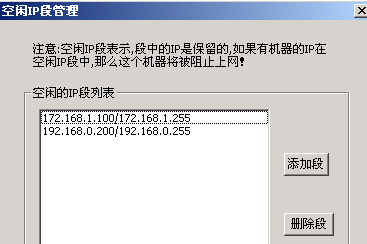 空闲IP段管理
注意:空闲IP段表示,段中的IP是保留的,如果有机器的IP在
空闲IP段中,那么这个机器将被阻止上网!
空闲的IP段列表
172.168.1.100/172.168.1.255
192.168.0.200/192.168.0.255
添加段
删除段